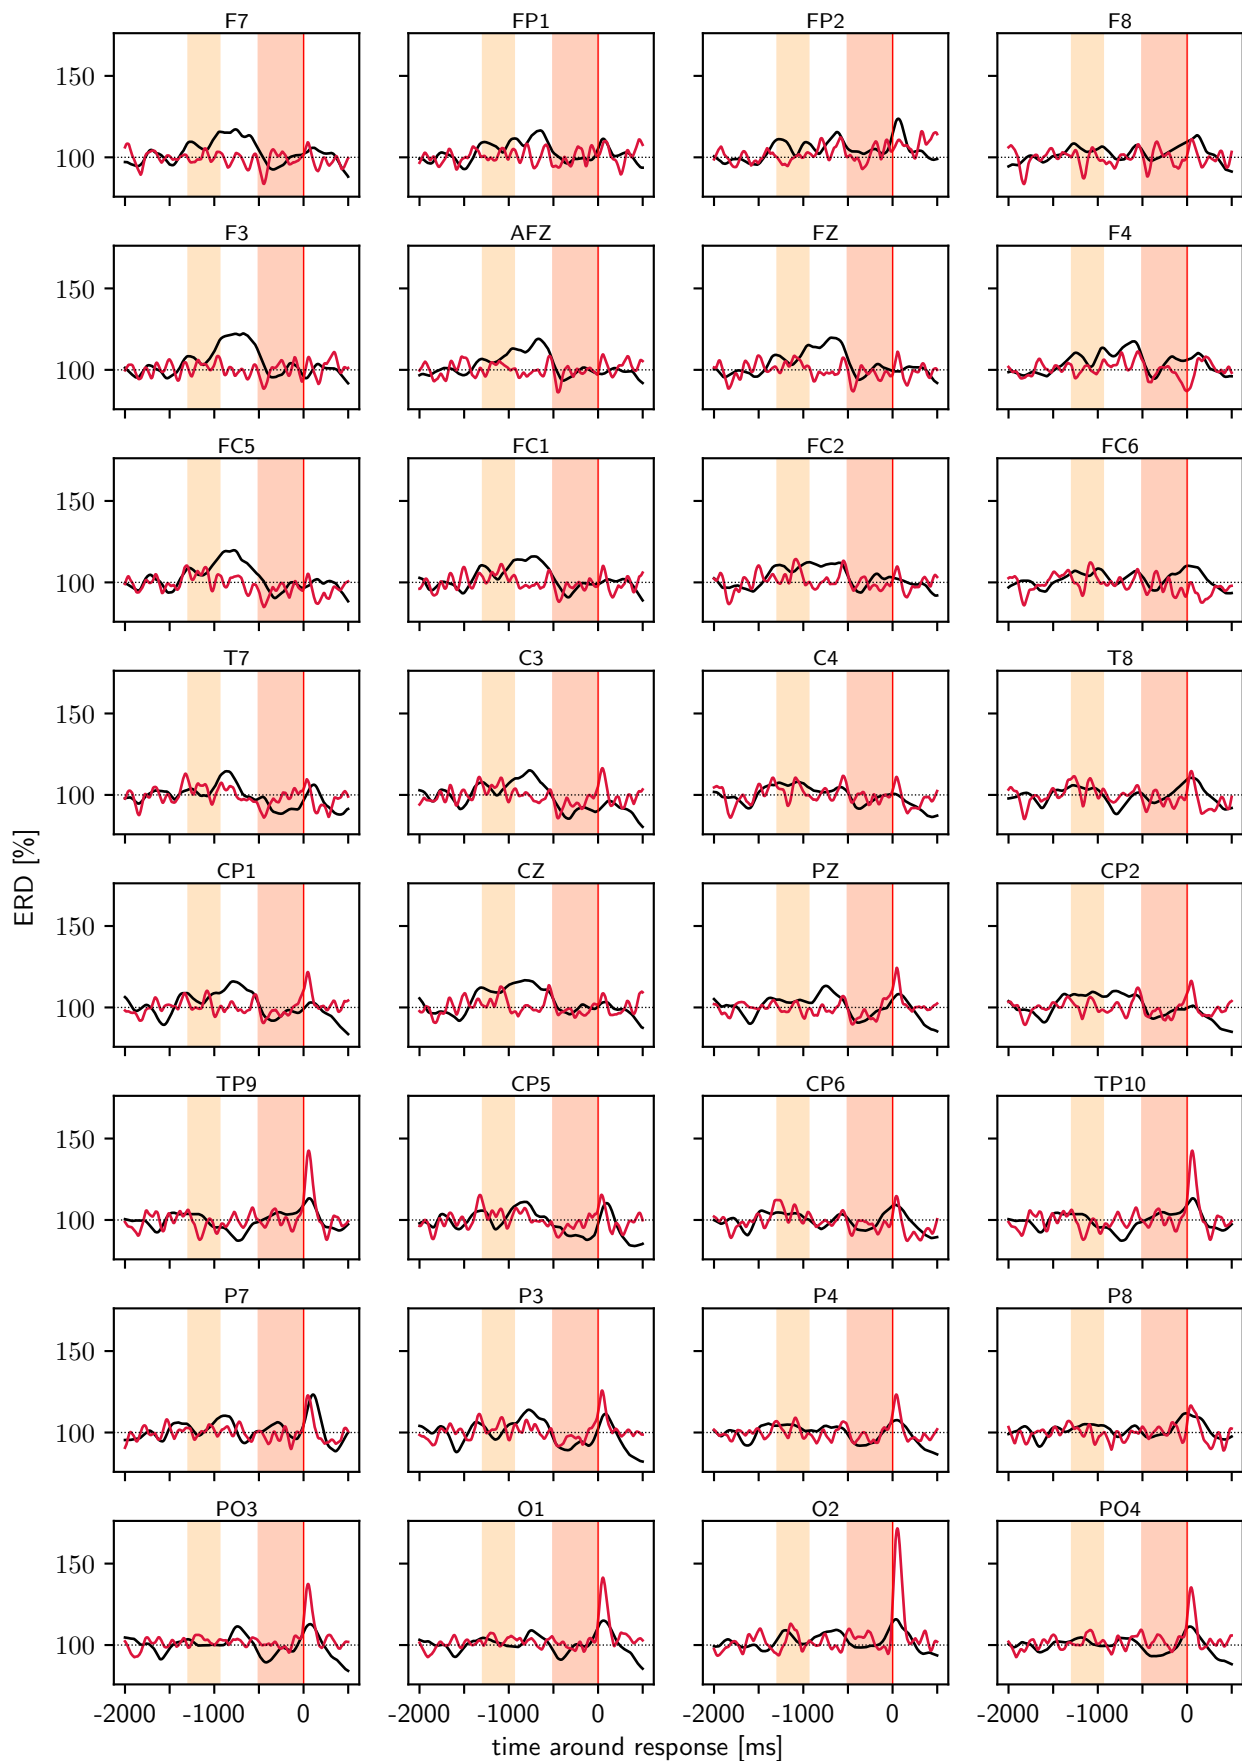 F7 FP1 FP2 F8
150
100
F3 AFZ FZ F4
150
100
FC5 FC1 FC2 FC6
150
100
T7 C3 C4 T8
150
100
ERD [%]
CP1 CZ PZ CP2
150
100
TP9 CP5 CP6 TP10
150
100
P7 P3 P4 P8
150
100
PO3 O1 O2 PO4
150
100
-2000 -1000 0 -2000 -1000 0 -2000 -1000 0 -2000 -1000 0
time around response [ms]